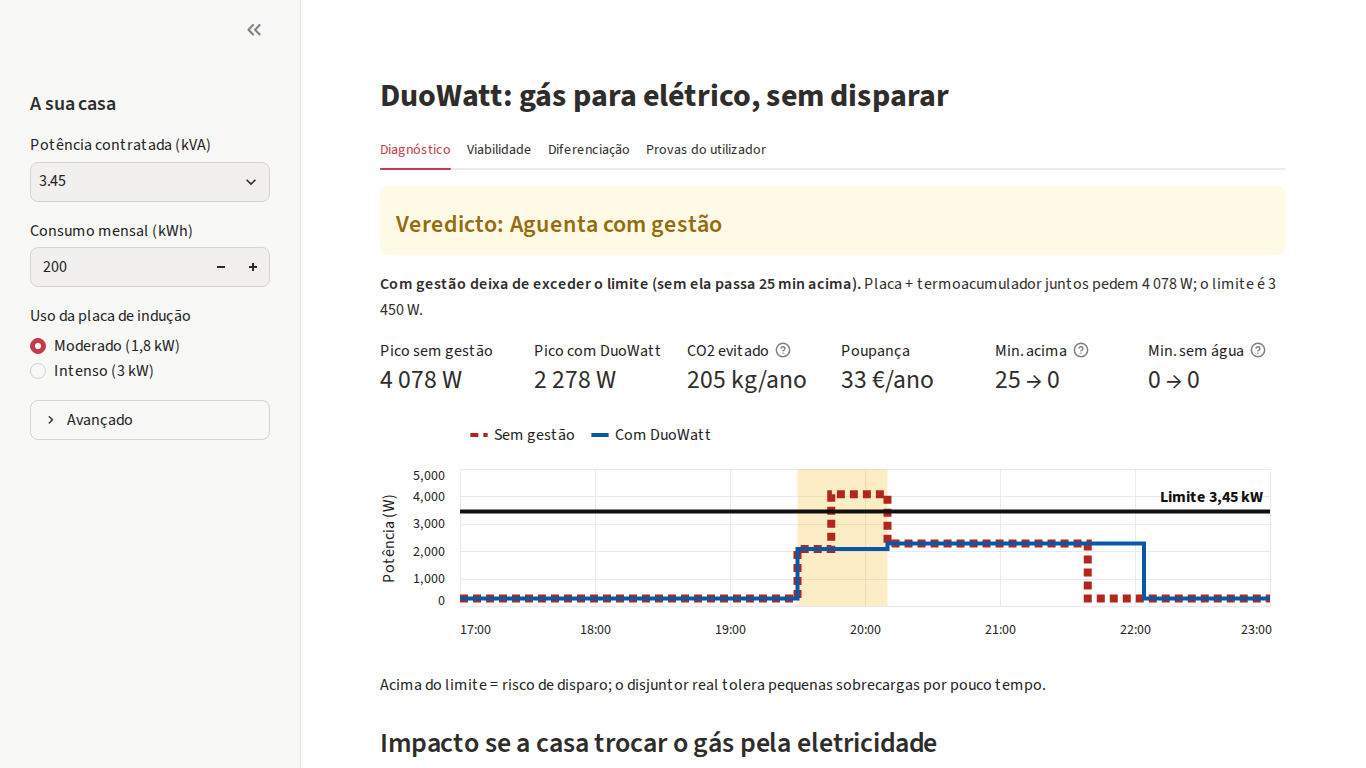 A sua casa
Potência contratada (kVA)
3.45
Consumo mensal (kWh)
200
Uso da placa de indução
Moderado (1,8 kW)
Intenso (3 kW)
Avançado
DuoWatt: gás para elétrico, sem disparar
Diagnóstico Viabilidade Diferenciação Provas do utilizador
Veredicto: Aguenta com gestão
Com gestão deixa de exceder o limite (sem ela passa 25 min acima). Placa + termoacumulador juntos pedem 4 078 W; o limite é 3
450 W.
Pico sem gestão Pico com DuoWatt CO2 evitado Poupança Min. acima Min. sem água
4 078 W 2 278 W 205 kg/ano 33 €/ano 25 → 0 0 → 0
Sem gestão Com DuoWatt
5,000
4,000
3,000
2,000
1,000
0
Potência (W)
Limite 3,45 kW
17:00 18:00 19:00 20:00 21:00 22:00 23:00
Acima do limite = risco de disparo; o disjuntor real tolera pequenas sobrecargas por pouco tempo.
Impacto se a casa trocar o gás pela eletricidade